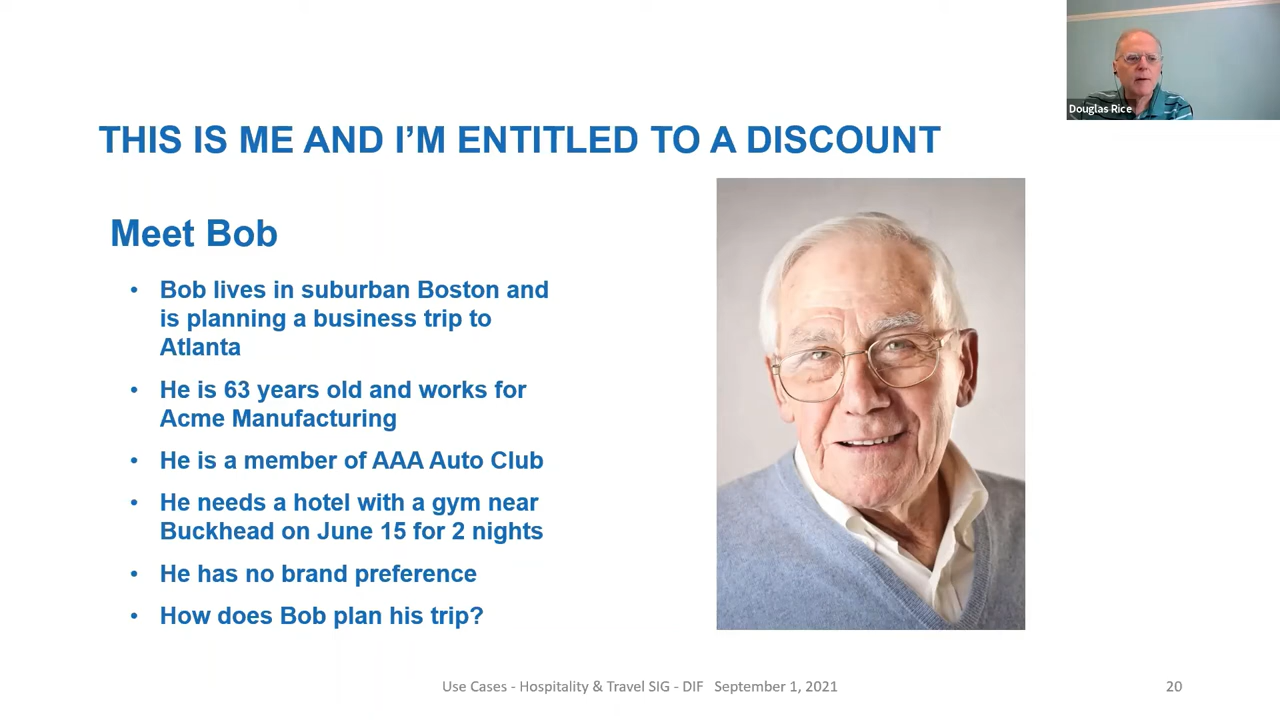 Douglas Rice
THIS IS ME AND I'M ENTITLED TO A DISCOUNT
Meet Bob
• Bob lives in suburban Boston and
is planning a business trip to
Atlanta
• He is 63 years old and works for
Acme Manufacturing
• He is a member of AAA Auto Club
• He needs a hotel with a gym near
Buckhead on June 15 for 2 nights
• He has no brand preference
• How does Bob plan his trip?
Use Cases - Hospitality & Travel SIG - DIF September 1, 2021
20